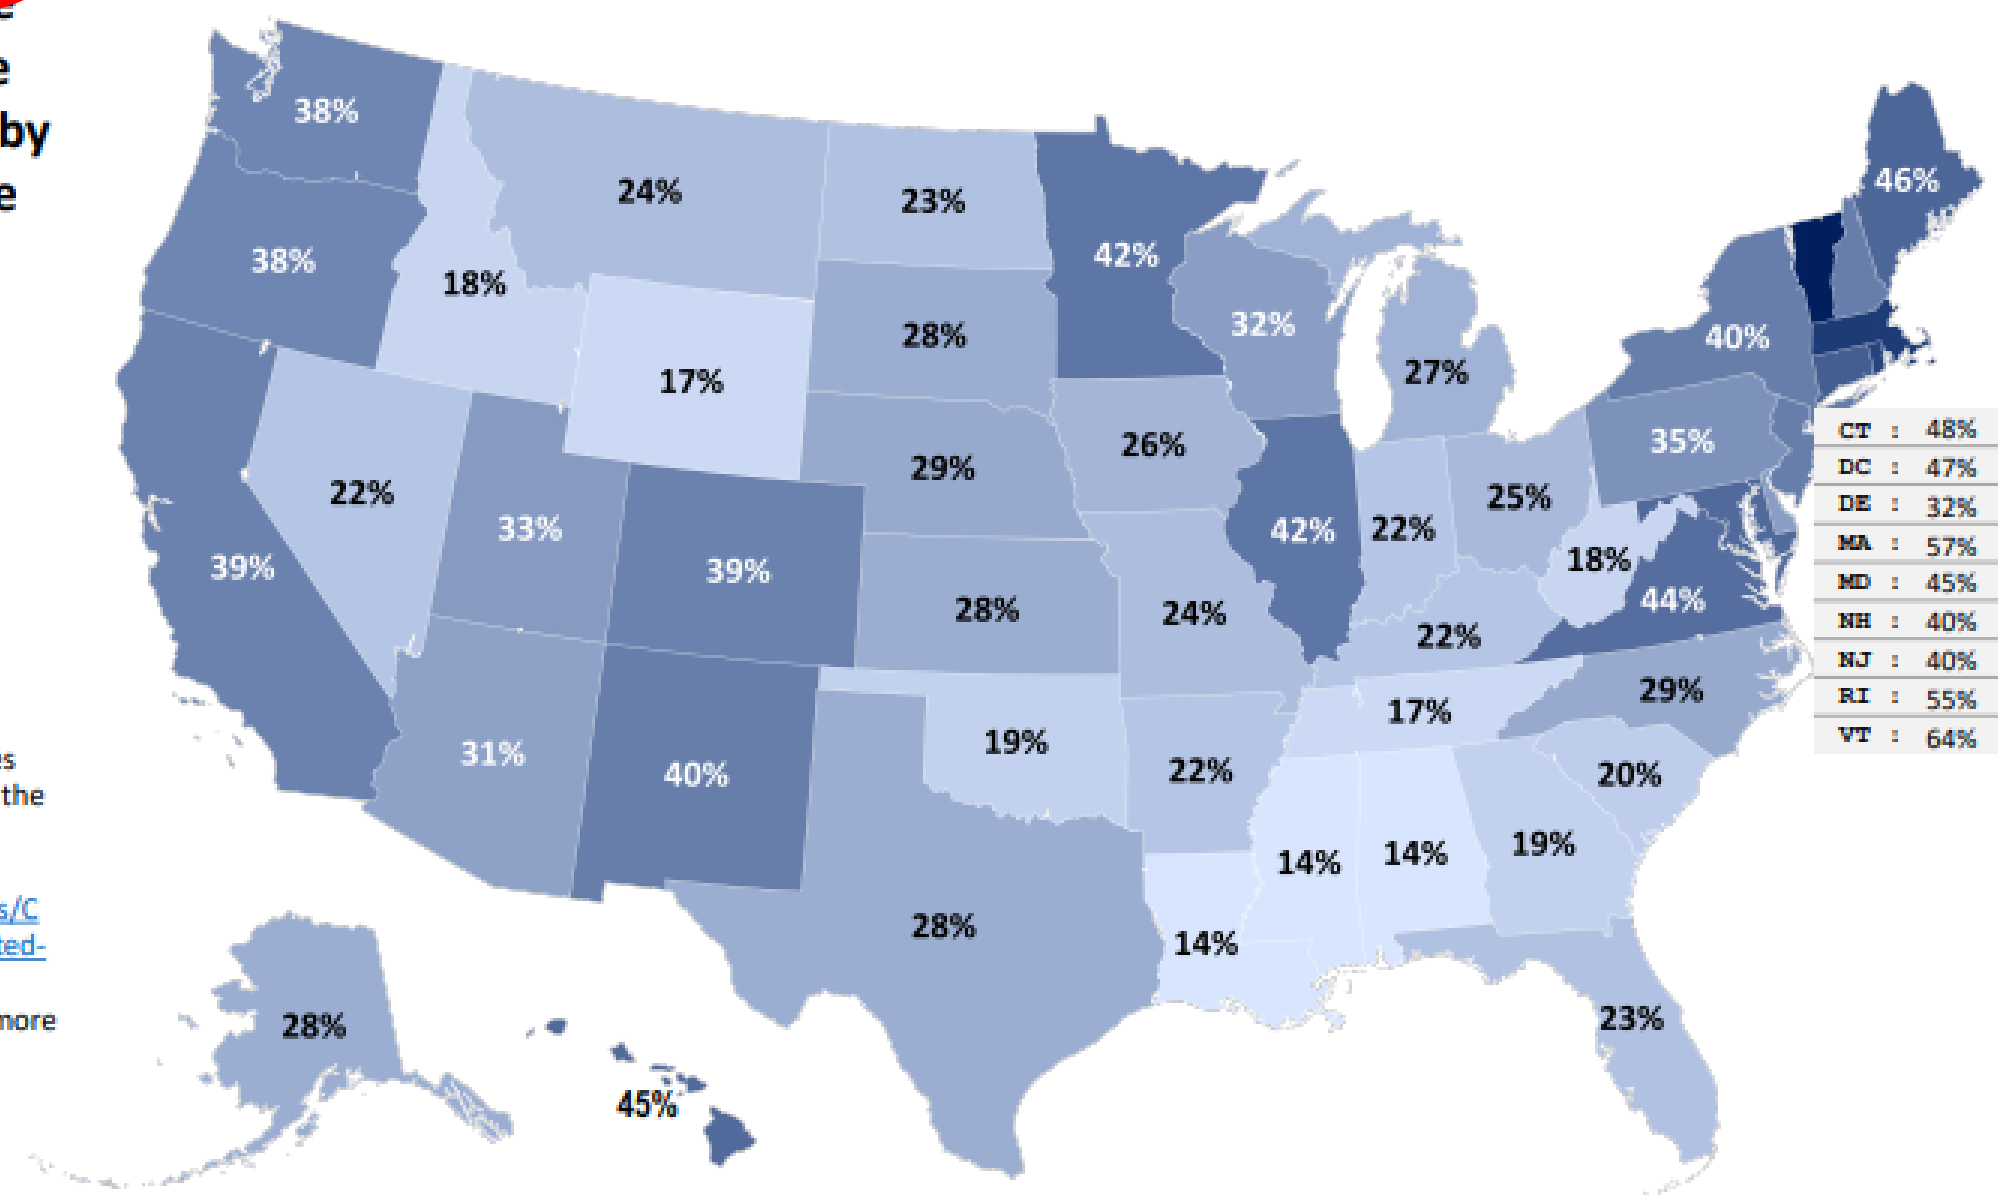 e
by
e
es
the
s/C
ted-
more
38%
38%
39%
18%
22%
24%
17%
33%
39%
31%
40%
23%
28%
29%
28%
19%
28%
42%
26%
24%
22%
14%
32%
42%
27%
22%
25%
22%
17%
14%
14%
19%
20%
23%
29%
18%
44%
35%
40%
46%
28%
45%
CT : 48%
DC : 47%
DE : 32%
MA : 57%
MD : 45%
NH : 40%
NJ : 40%
RI : 55%
VT : 64%